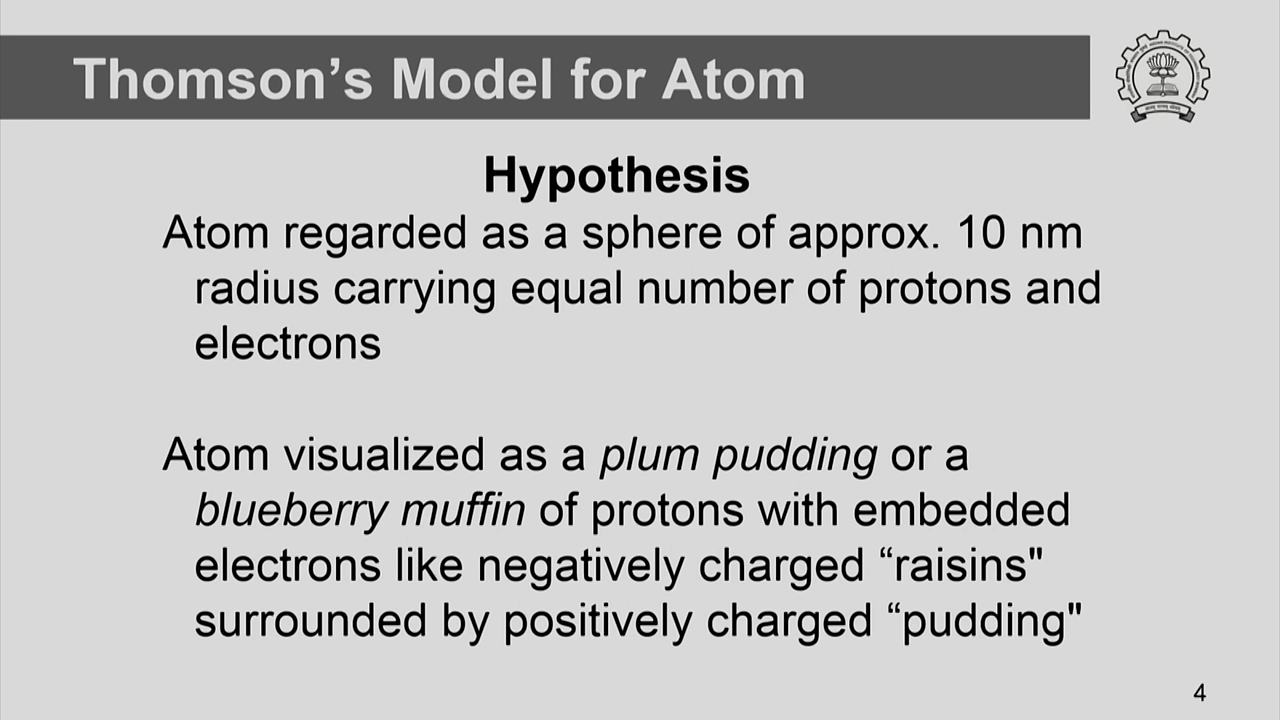 Thomson’s Model for Atom
Hypothesis
Atom regarded as a sphere of approx. 10 nm
radius carrying equal number of protons and
electrons
Atom visualized as a plum pudding or a
blueberry muffin of protons with embedded
electrons like negatively charged “raisins"
surrounded by positively charged “pudding"
4